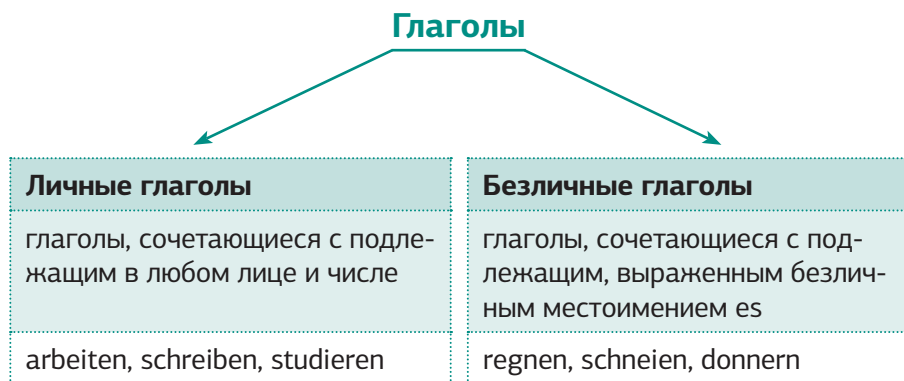 Глаголы
Личные глаголы
глаголы, сочетающиеся с подле-
жащим в любом лице и числе
arbeiten, schreiben, studieren
Безличные глаголы
глаголы, сочетающиеся с под-
лежащим, выраженным безлич-
ным местоимением es
regnen, schneien, donnern